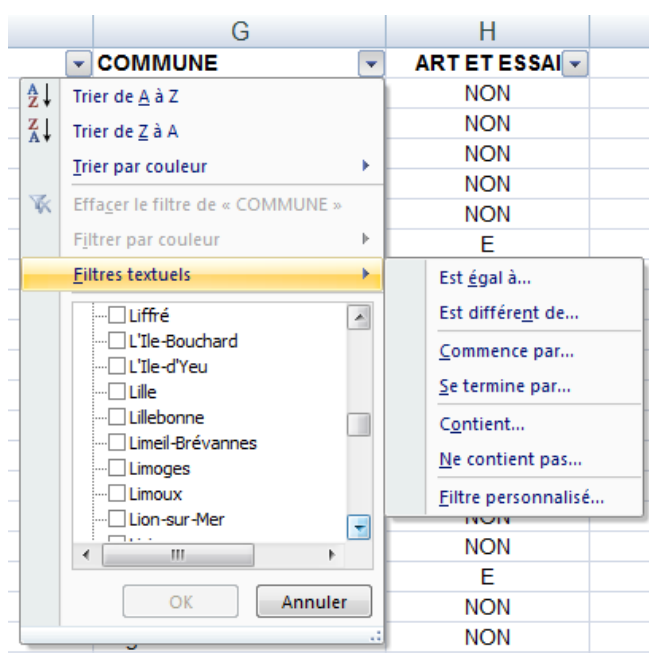 G H
COMMUNE ART ET ESSAI
Trier de A à Z
Trier de Z à A
Trier par couleur
Effacer le filtre de « COMMUNE »
Filtrer par couleur
Filtres textuels
Liffré
L'Ile-Bouchard
L'Ile-d'Yeu
Lille
Lillebonne
Limeil-Brévannes
Limoges
Limoux
Lion-sur-Mer
OK Annuler
NON
NON
NON
NON
NON
E
Est égal à...
Est différent de...
Commence par...
Se termine par...
Contient...
Ne contient pas...
Filtre personnalisé...
NON
NON
E
NON
NON